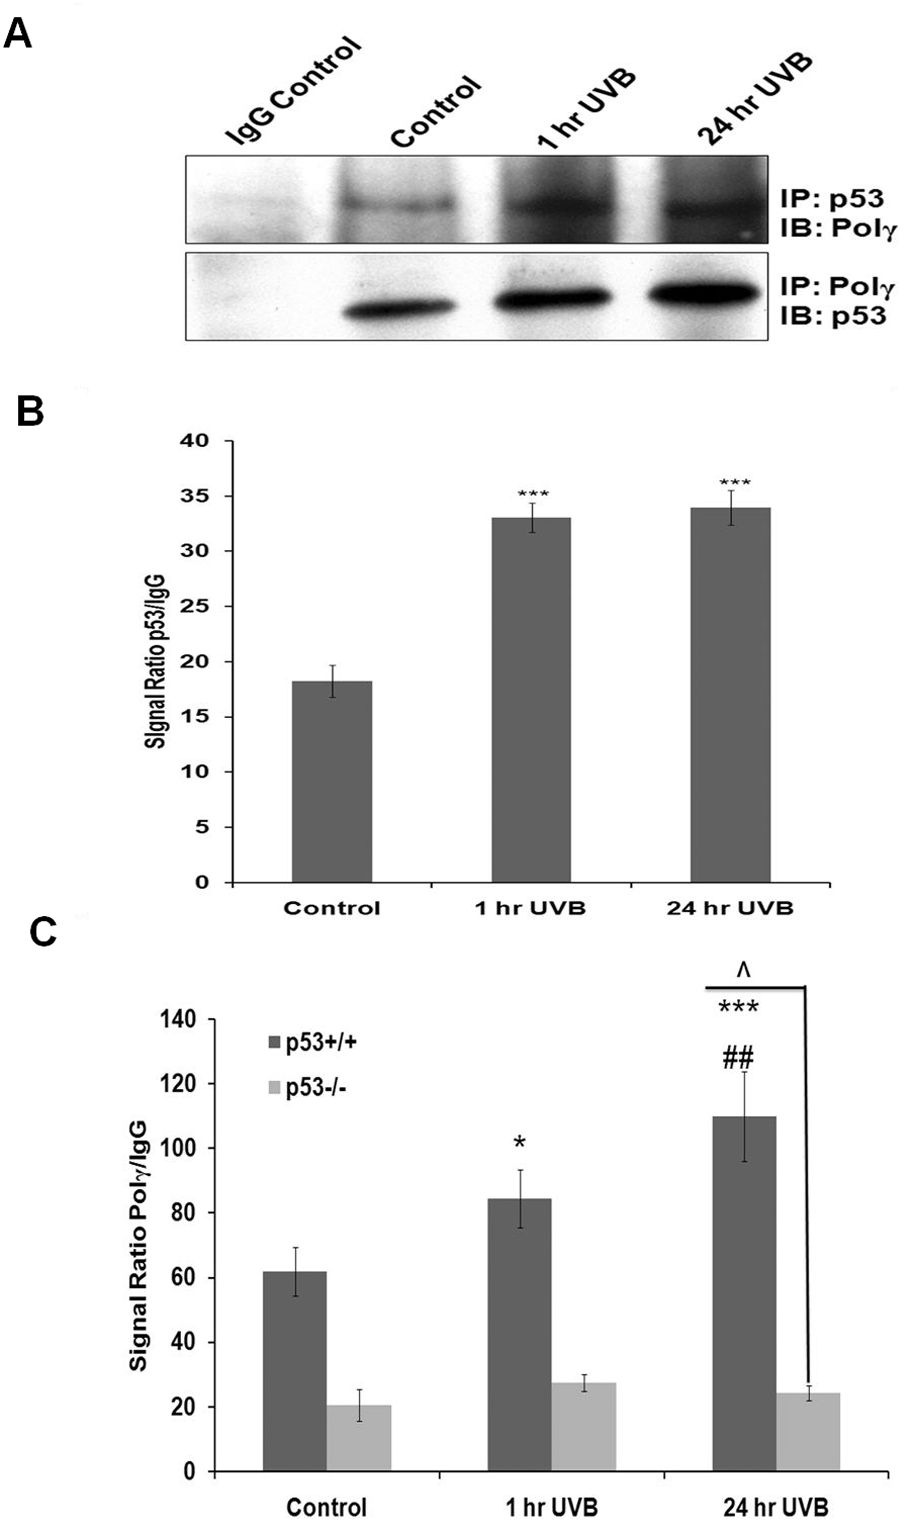 A
IgG Control
Control
1 hr UVB
24 hr UVB
IP: p53
IB: Polγ
IP: Polγ
IB: p53
B
40
35
30
25
20
15
10
5
0
SIgnal Ratio p53/IgG
***
***
Control
1 hr UVB
24 hr UVB
C
140
120
100
80
60
40
20
0
Signal Ratio Polγ/IgG
p53+/+
p53-/-
*
^
***
##
Control
1 hr UVB
24 hr UVB